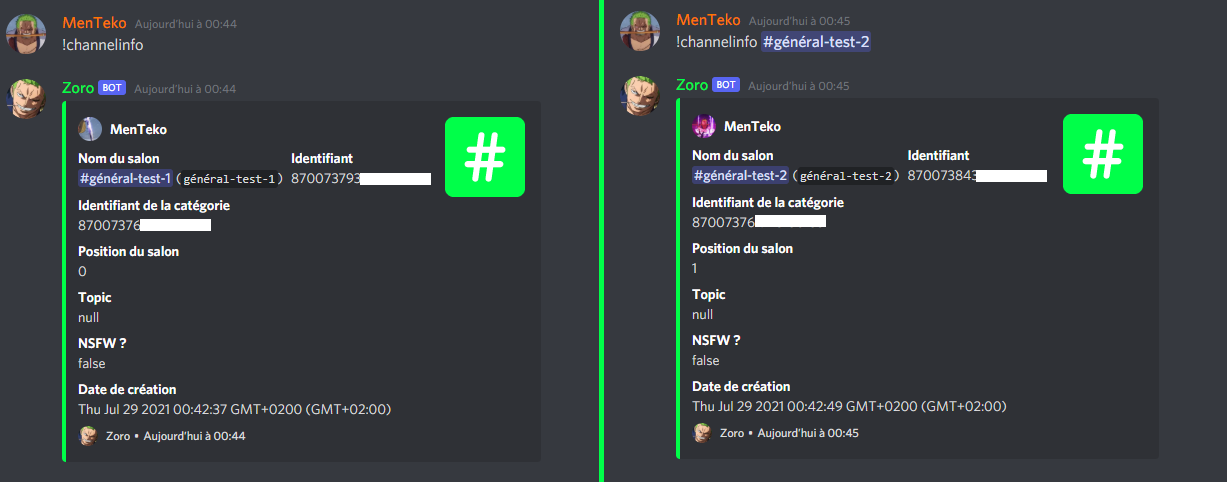 MenTeko Aujourd'hui à 00:44
!channelinfo
Zoro BOT Aujourd'hui à 00:44
MenTeko
Nom du salon Identifiant
#général-test-1 (général-test-1) 870073793
Identifiant de la catégorie
87007376
Position du salon
0
Topic
null
NSFW ?
false
Date de création
Thu Jul 29 2021 00:42:37 GMT+0200 (GMT+02:00)
Zoro • Aujourd'hui à 00:44
#
MenTeko Aujourd'hui à 00:45
!channelinfo #général-test-2
Zoro BOT Aujourd'hui à 00:45
MenTeko
Nom du salon Identifiant
#général-test-2 (général-test-2) 870073843
Identifiant de la catégorie
87007376
Position du salon
1
Topic
null
NSFW ?
false
Date de création
Thu Jul 29 2021 00:42:49 GMT+0200 (GMT+02:00)
Zoro • Aujourd'hui à 00:45
#